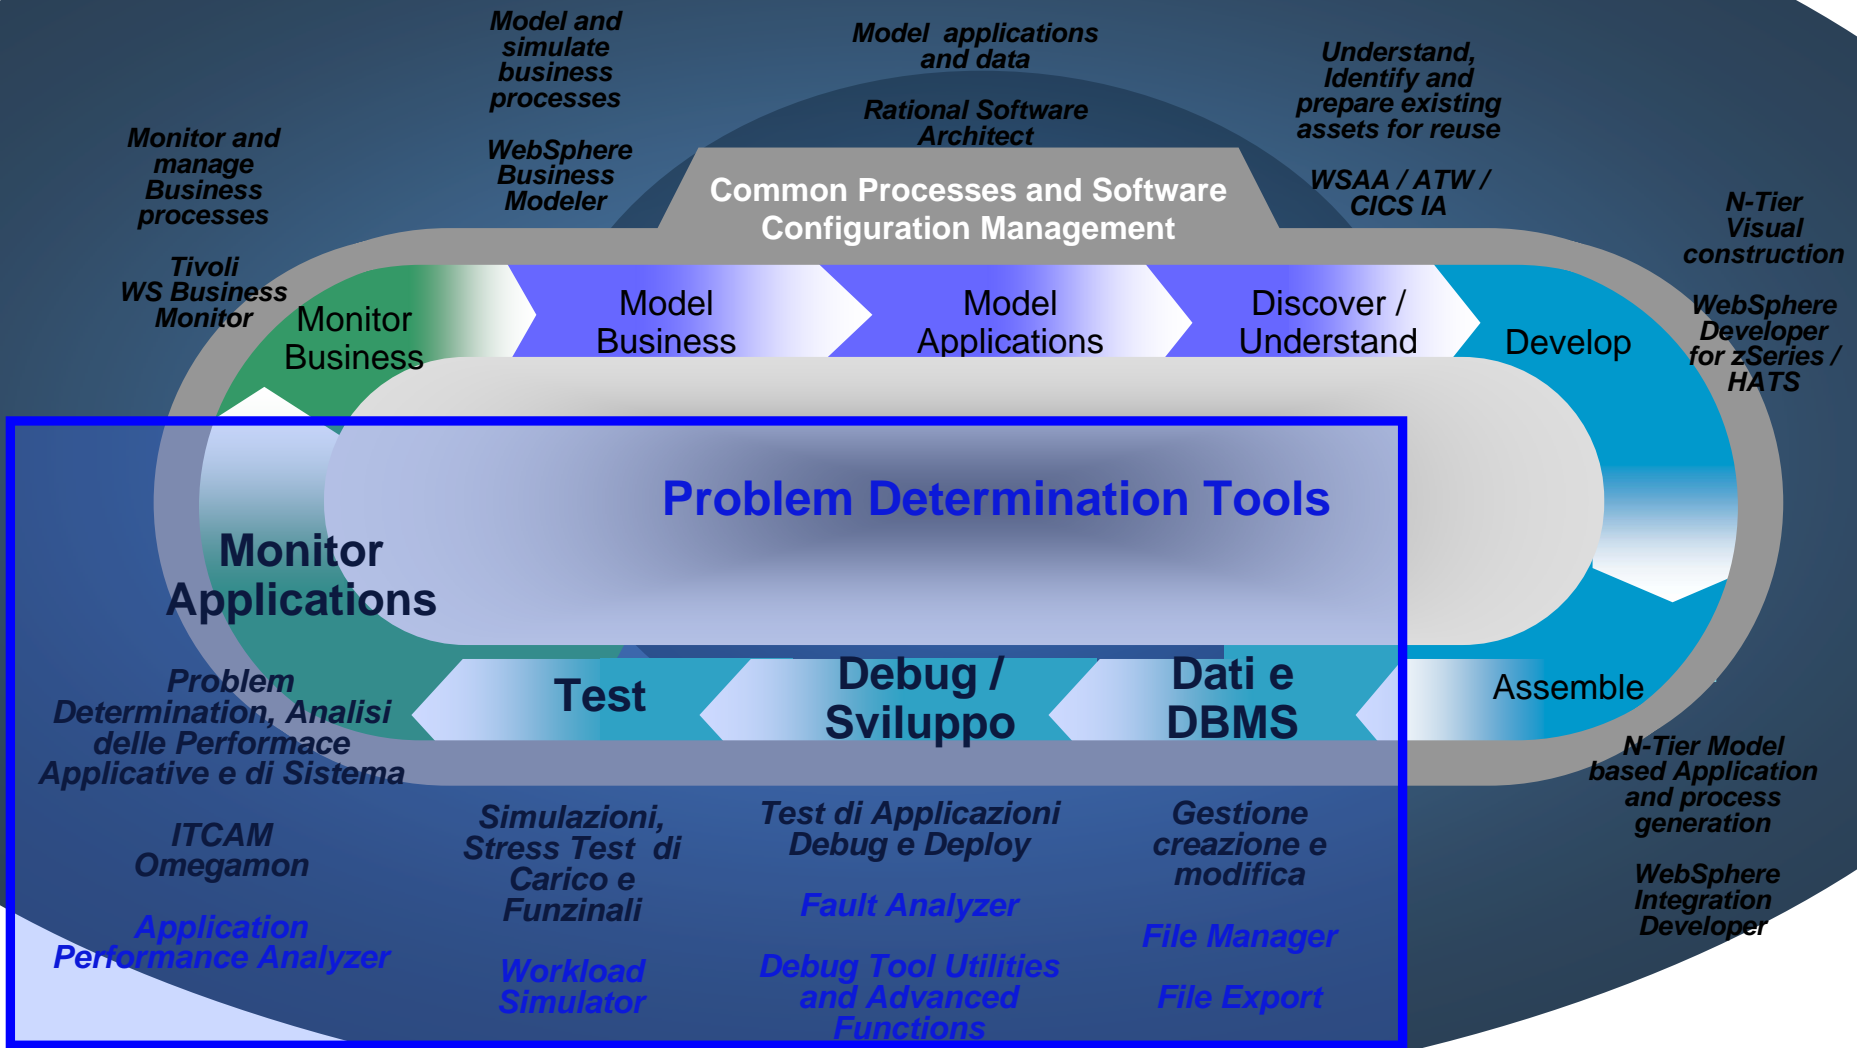 Model and
simulate
business
processes
WebSphere
Business
Modeler
Model applications
and data
Rational Software
Architect
Understand,
Identify and
prepare existing
assets for reuse
WSAA / ATW /
CICS IA
Monitor and
manage
Business
processes
Tivoli
WS Business
Monitor
Common Processes and Software
Configuration Management
N-Tier
Visual
construction
WebSphere
Developer
for zSeries /
HATS
Monitor
Business
Model
Business
Model
Applications
Discover /
Understand
Develop
Problem Determination Tools
Monitor
Applications
Test
Debug /
Sviluppo
Dati e
DBMS
Assemble
Problem
Determination, Analisi
delle Performace
Applicative e di Sistema
ITCAM
Omegamon
Application
Performance Analyzer
Simulazioni,
Stress Test di
Carico e
Funzinali
Workload
Simulator
Test di Applicazioni
Debug e Deploy
Fault Analyzer
Debug Tool Utilities
and Advanced
Functions
Gestione
creazione e
modifica
File Manager
File Export
N-Tier Model
based Application
and process
generation
WebSphere
Integration
Developer